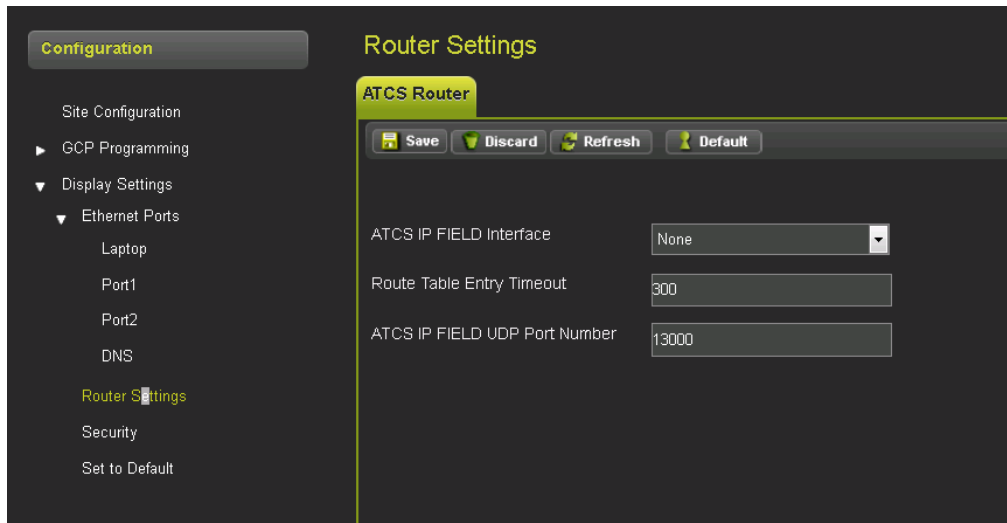 Configuration
Site Configuration
GCP Programming
Display Settings
Ethernet Ports
Laptop
Port1
Port2
DNS
Router Settings
Security
Set to Default
Router Settings
ATCS Router
Save Discard Refresh Default
ATCS IP FIELD Interface None
Route Table Entry Timeout 300
ATCS IP FIELD UDP Port Number 13000